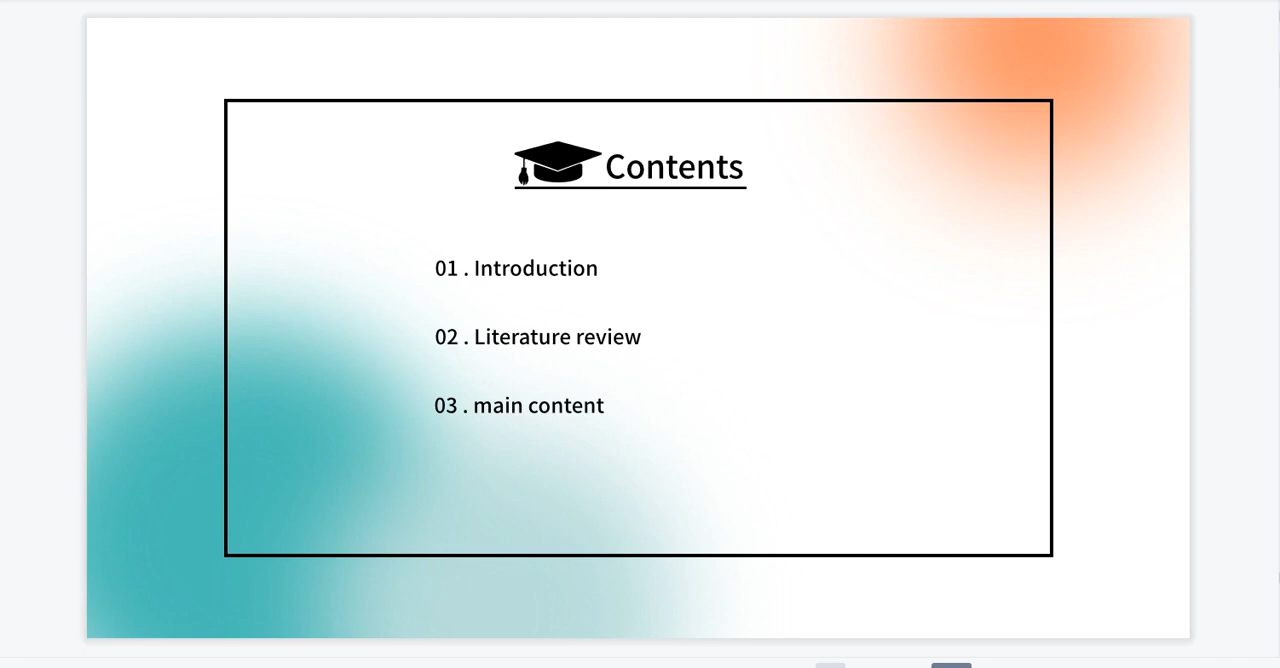 Contents
01 . Introduction
02 . Literature review
03 . main content